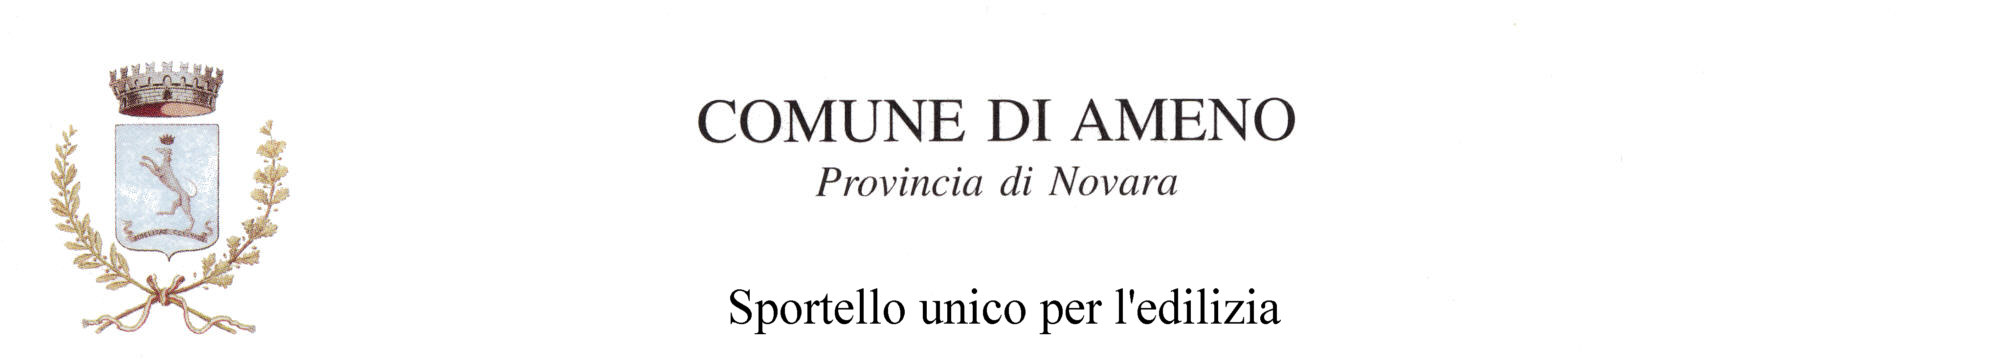 COMUNE DI AMENO
Provincia di Novara
Sportello unico per l'edilizia